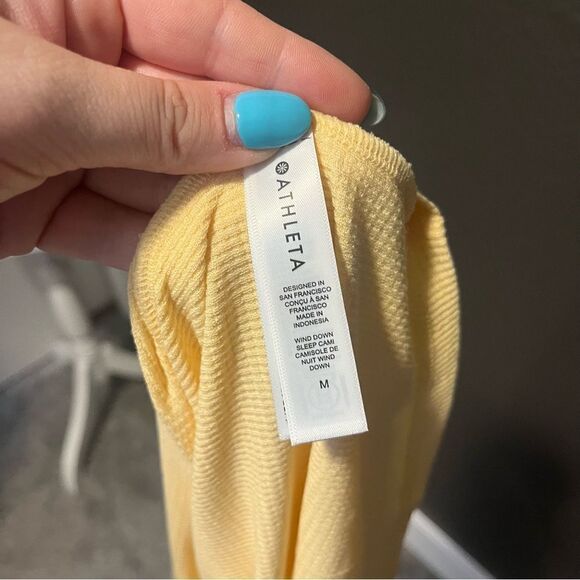 ATHLETA
DESIGNED IN
SAN FRANCISCO
CONÇU À SAN
FRANCISCO
MADE IN
INDONESIA
WIND DOWN
SLEEP CAMI
CAMISOLE DE
NUIT WIND
DOWN
M